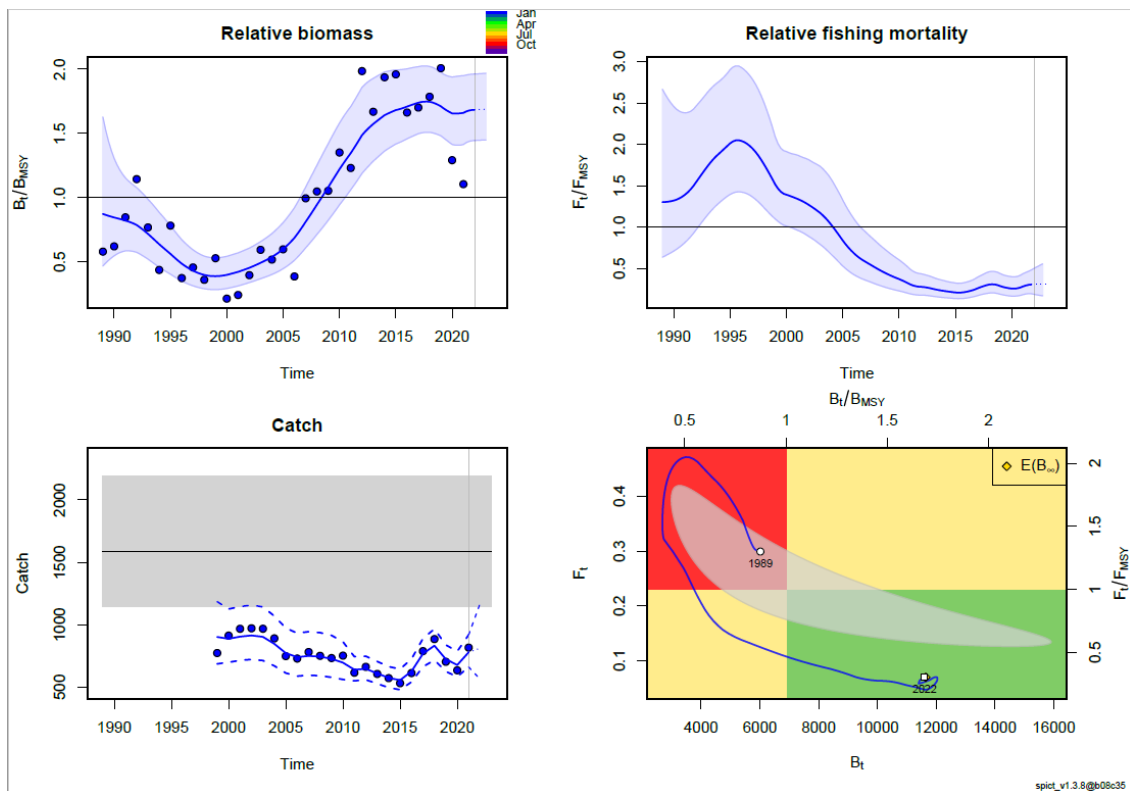 Relative biomass
Jan
Apr
Jul
Oct
Bt/BMSY
0.5 1.0 1.5 2.0
1990 1995 2000 2005 2010 2015 2020
Time
Relative fishing mortality
Ft/FMSY
0.5 1.0 1.5 2.0 2.5 3.0
1990 1995 2000 2005 2010 2015 2020
Time
Catch
Catch
500 1000 1500 2000
1990 1995 2000 2005 2010 2015 2020
Time
Bt/BMSY
0.5 1 1.5 2
E(B∞)
Ft
0.1 0.2 0.3 0.4
1989
2022
0.5 1 1.5 2
Ft/FMSY
4000 6000 8000 10000 12000 14000 16000
Bt
spict_v1.3.8@b08c35